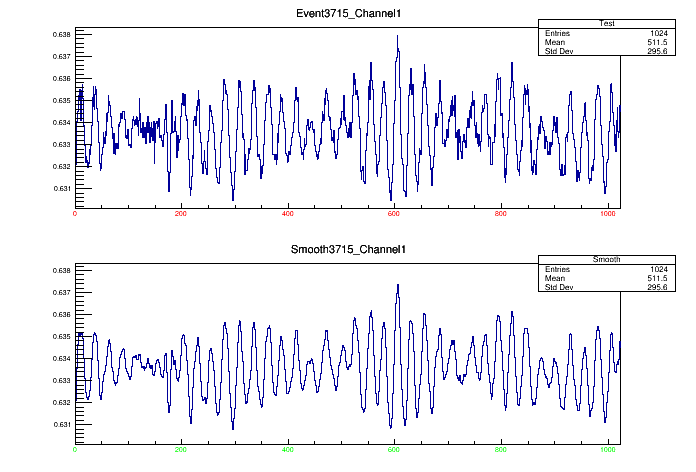 Event3715_Channel1
Test
Entries 1024
Mean 511.5
Std Dev 295.6
0.638
0.637
0.636
0.635
0.634
0.633
0.632
0.631
0 200 400 600 800 1000
Smooth3715_Channel1
Smooth
Entries 1024
Mean 511.5
Std Dev 295.6
0.638
0.637
0.636
0.635
0.634
0.633
0.632
0.631
0 200 400 600 800 1000